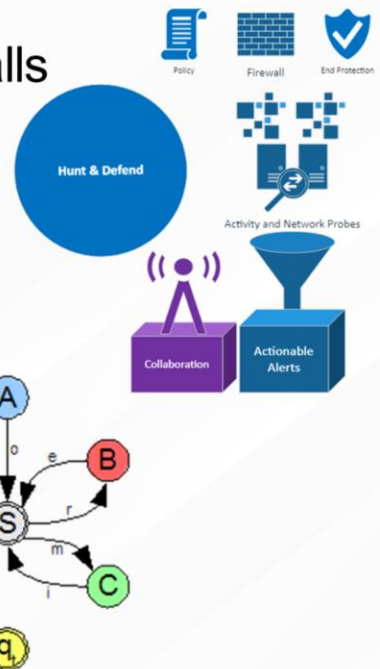 alls
Policy
Firewall
End Protection
Hunt & Defend
Activity and Network Probes
Collaboration
Actionable
Alerts
A
o
e
B
S
r
m
i
C
q